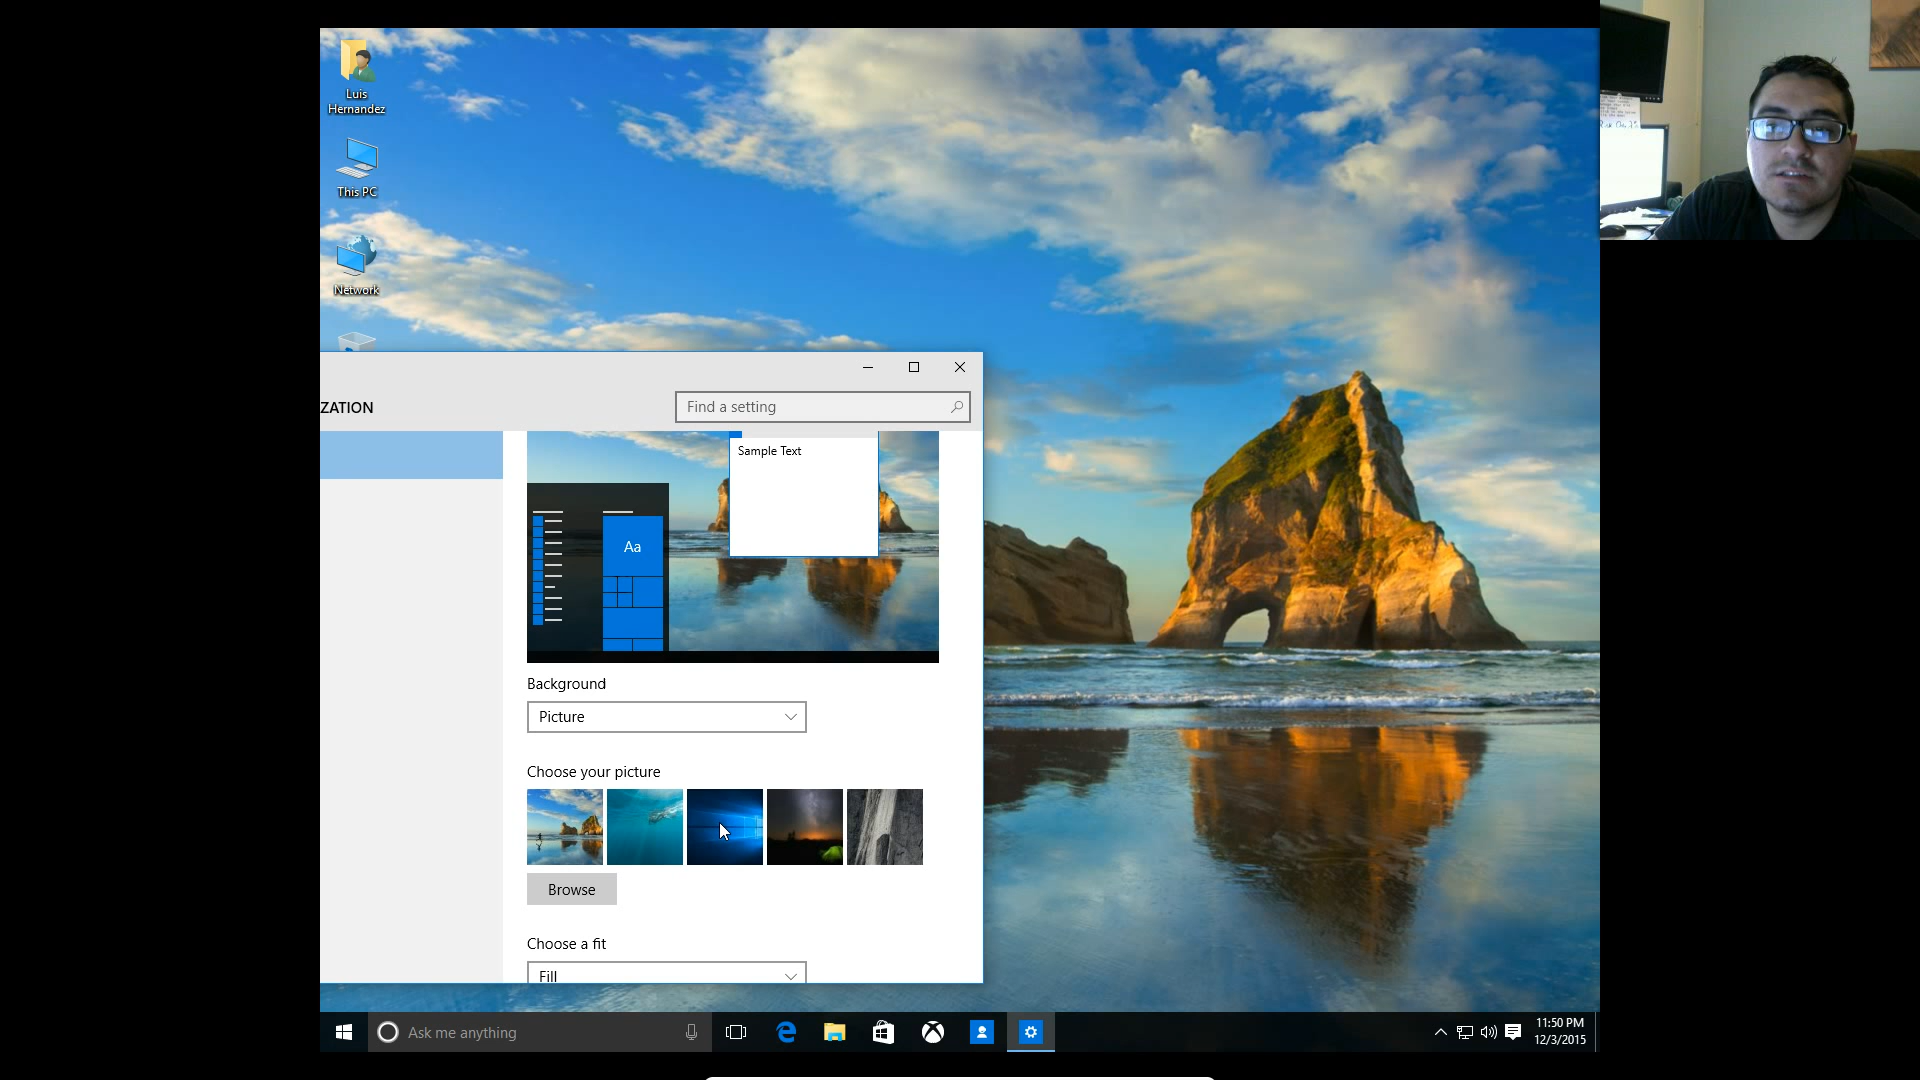 Luis
Hernandez
This PC
Network
ZATION
Find a setting
Sample Text
Aa
Background
Picture
Choose your picture
Browse
Choose a fit
Fill
Ask me anything
11:50 PM
12/3/2015